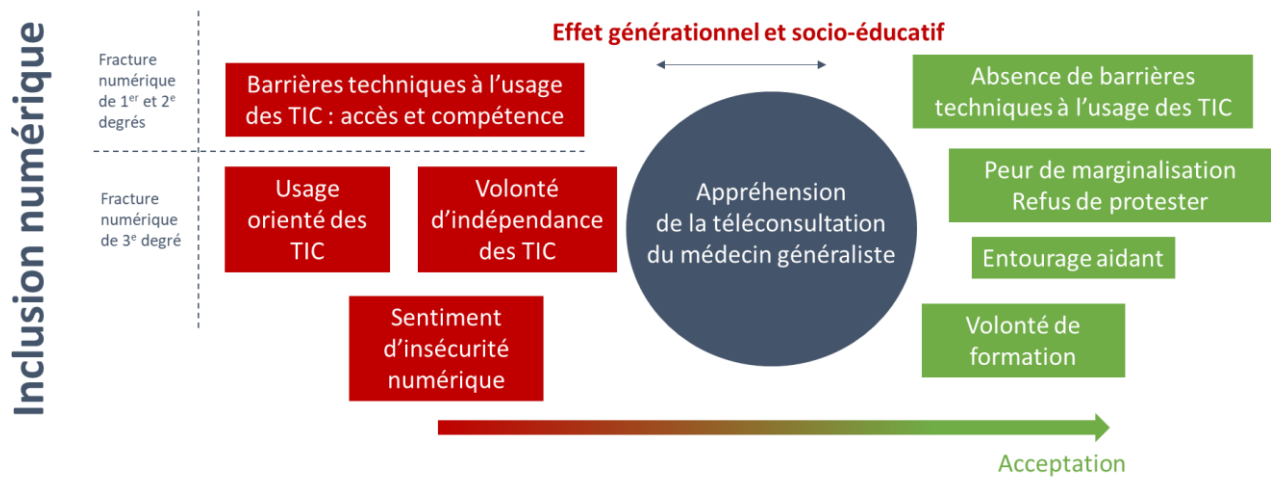 Inclusion numérique
Effet générationnel et socio-éducatif
Fracture
numérique
de 1er et 2e
degrés
Barrières techniques à l’usage
des TIC : accès et compétence
Absence de barrières
techniques à l’usage des TIC
Fracture
numérique
de 3e degré
Usage
orienté des
TIC
Volonté
d’indépendance
des TIC
Appréhension
de la téléconsultation
du médecin généraliste
Peur de marginalisation
Refus de protester
Entourage aidant
Sentiment
d’insécurité
numérique
Volonté de
formation
Acceptation